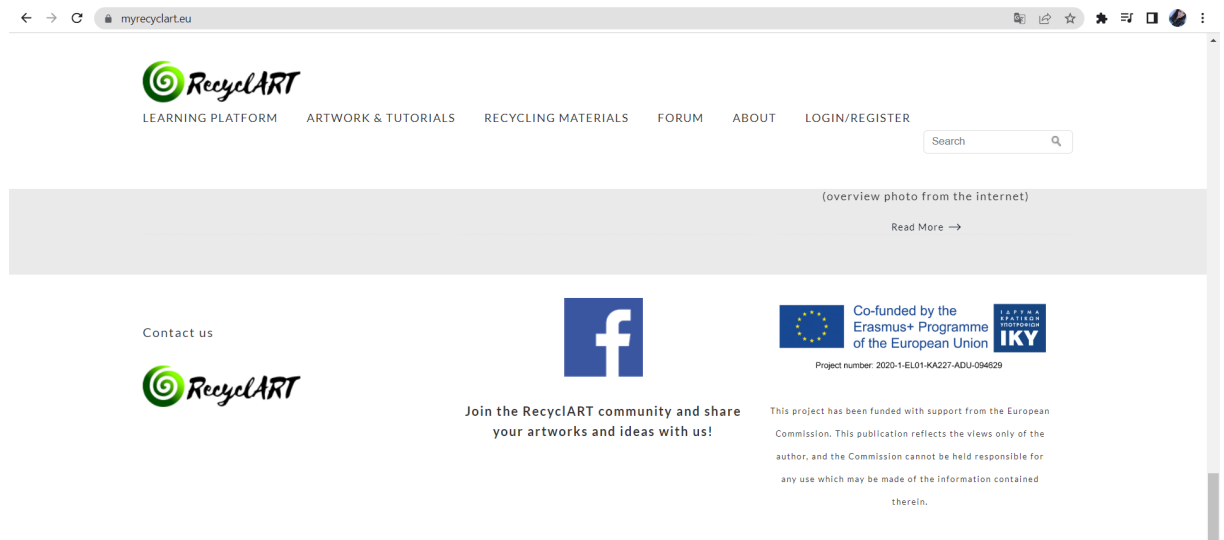 myrecyclart.eu
RecyclART
LEARNING PLATFORM ARTWORK & TUTORIALS RECYCLING MATERIALS FORUM ABOUT LOGIN/REGISTER
Search
(overview photo from the internet)
Read More →
Contact us
RecyclART
f
Join the RecyclART community and share
your artworks and ideas with us!
Co-funded by the
Erasmus+ Programme
of the European Union
ΙΔΡΥΜΑ
ΚΡΑΤΙΚΩΝ
ΥΠΟΤΡΟΦΙΩΝ
IKY
Project number: 2020-1-EL01-KA227-ADU-094629
This project has been funded with support from the European
Commission. This publication reflects the views only of the
author, and the Commission cannot be held responsible for
any use which may be made of the information contained
therein.